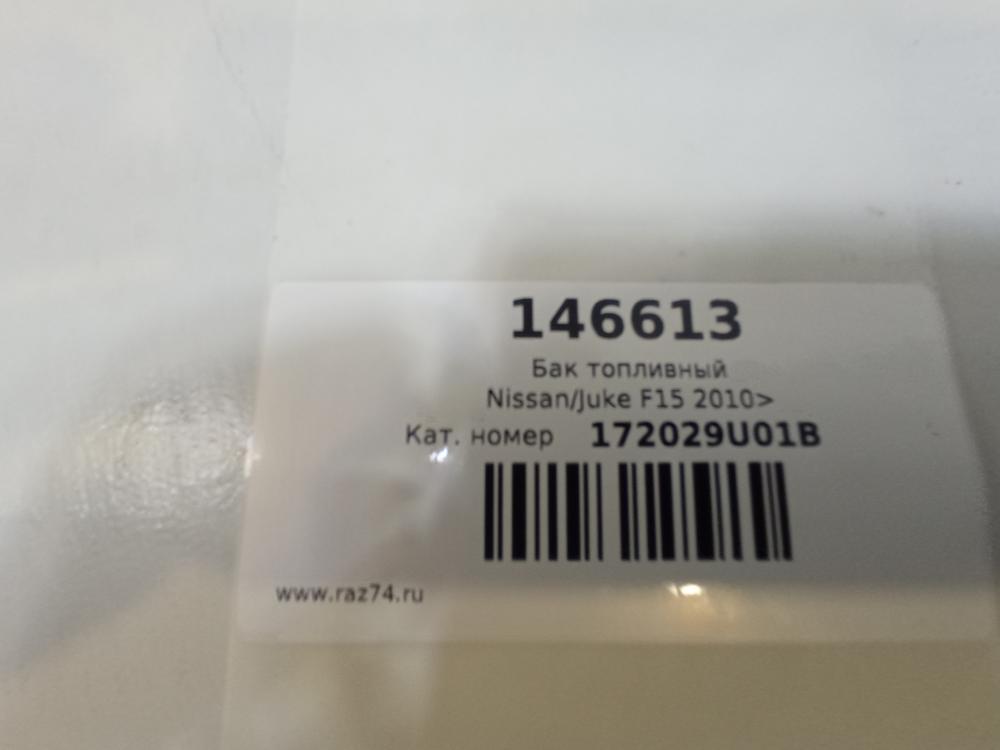 146613
Бак топливный
Nissan/Juke F15 2010>
Кат. номер 172029U01B
www.raz74.ru